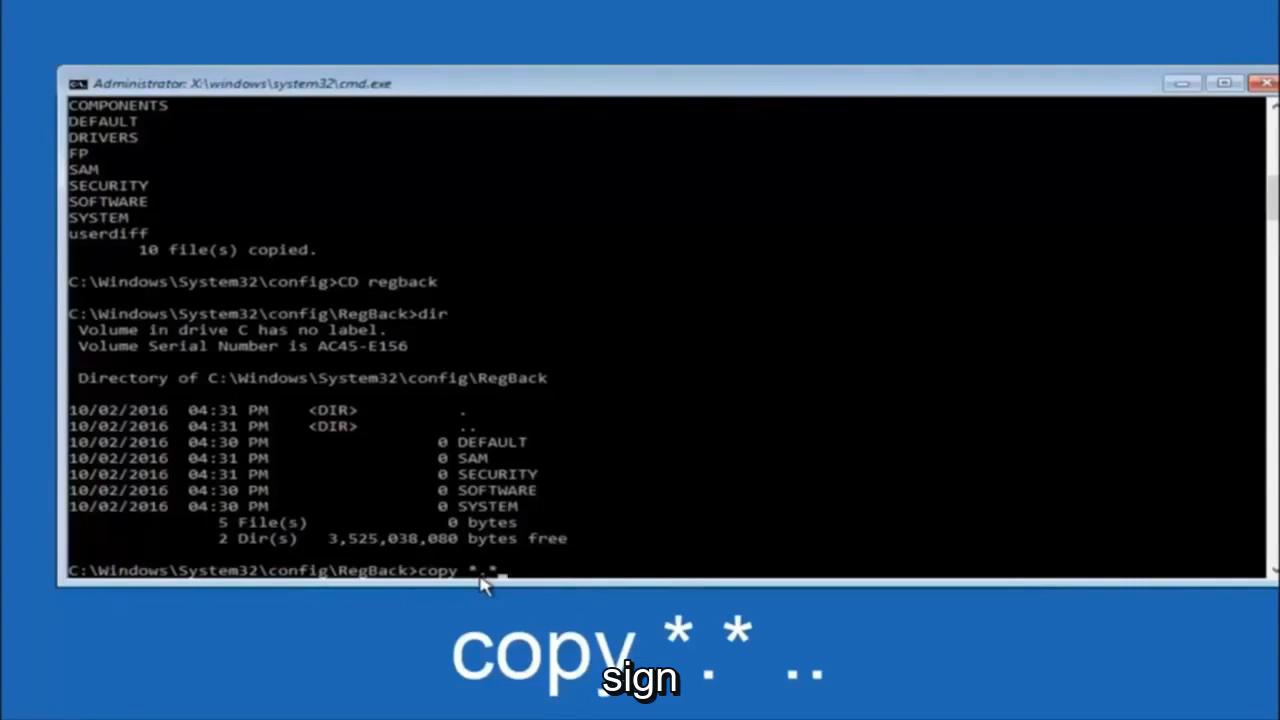 Administrator: X:\windows\system32\cmd.exe
COMPONENTS
DEFAULT
DRIVERS
FP
SAM
SECURITY
SOFTWARE
SYSTEM
userdiff
10 file(s) copied.
C:\Windows\System32\config>CD regback
C:\Windows\System32\config\RegBack>dir
Volume in drive C has no label.
Volume Serial Number is AC45-E156
Directory of C:\Windows\System32\config\RegBack
10/02/2016 04:31 PM <DIR> .
10/02/2016 04:31 PM <DIR> ..
10/02/2016 04:30 PM 0 DEFAULT
10/02/2016 04:31 PM 0 SAM
10/02/2016 04:31 PM 0 SECURITY
10/02/2016 04:30 PM 0 SOFTWARE
10/02/2016 04:30 PM 0 SYSTEM
5 File(s) 0 bytes
2 Dir(s) 3,525,038,080 bytes free
C:\Windows\System32\config\RegBack>copy *.*_
copy *.* ..
sign